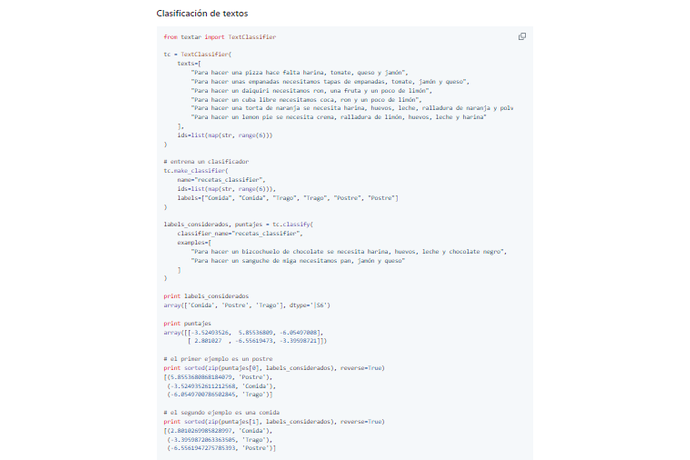 Clasificación de textos
from textar import TextClassifier
tc = TextClassifier(
texts=[
"Para hacer una pizza hace falta harina, tomate, queso y jamón",
"Para hacer unas empanadas necesitamos tapas de empanadas, tomate, jamón y queso",
"Para hacer un daiquiri necesitamos ron, una fruta y un poco de limón",
"Para hacer un cuba libre necesitamos coca, ron y un poco de limón",
"Para hacer una torta de naranja se necesita harina, huevos, leche, ralladura de naranja y polv
"Para hacer un lemon pie se necesita crema, ralladura de limón, huevos, leche y harina"
],
ids=list(map(str, range(6)))
)
# entrena un clasificador
tc.make_classifier(
name="recetas_classifier",
ids=list(map(str, range(6))),
labels=["Comida", "Comida", "Trago", "Trago", "Postre", "Postre"]
)
labels_considerados, puntajes = tc.classify(
classifier_name="recetas_classifier",
examples=[
"Para hacer un bizcochuelo de chocolate se necesita harina, huevos, leche y chocolate negro",
"Para hacer un sanguche de miga necesitamos pan, jamón y queso"
]
)
print labels_considerados
array(['Comida', 'Postre', 'Trago'], dtype='|S6')
print puntajes
array([[-3.52493526, 5.85536809, -6.05497008],
[ 2.801027 , -6.55619473, -3.39598721]])
# el primer ejemplo es un postre
print sorted(zip(puntajes[0], labels_considerados), reverse=True)
[(5.8553680868184079, 'Postre'),
(-3.5249352611212568, 'Comida'),
(-6.0549700786502845, 'Trago')]
# el segundo ejemplo es una comida
print sorted(zip(puntajes[1], labels_considerados), reverse=True)
[(2.8010269985828997, 'Comida'),
(-3.3959872063363505, 'Trago'),
(-6.5561947275785393, 'Postre')]